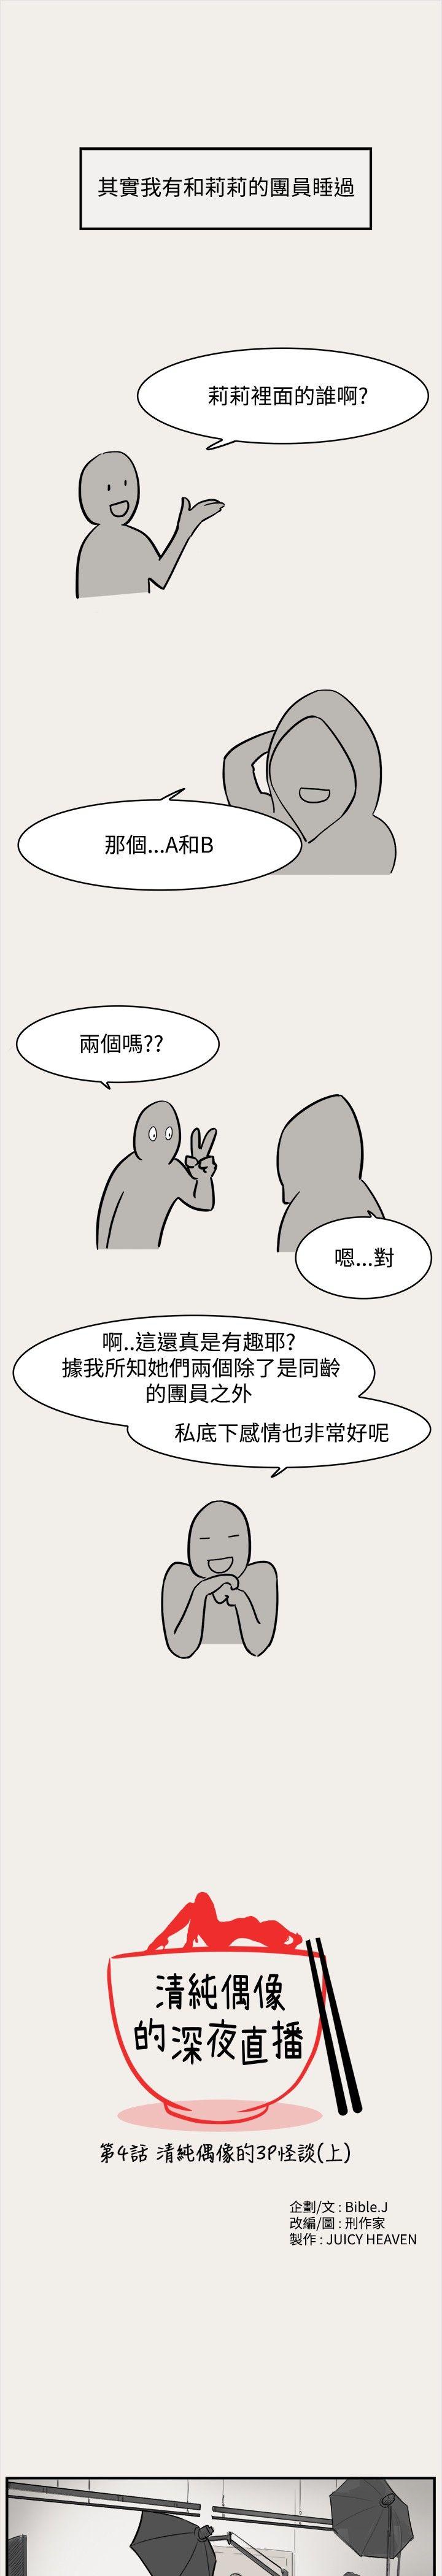 其實我有和莉莉的團員睡過
莉莉裡面的誰啊?
那個...A和B
兩個嗎??
嗯...對
啊..這還真是有趣耶?
據我所知她們兩個除了是同齡
的團員之外
私底下感情也非常好呢
清純偶像
的深夜直播
第4話 清純偶像的3P怪談(上)
企劃/文 : Bible.J
改編/圖 : 刑作家
製作 : JUICY HEAVEN